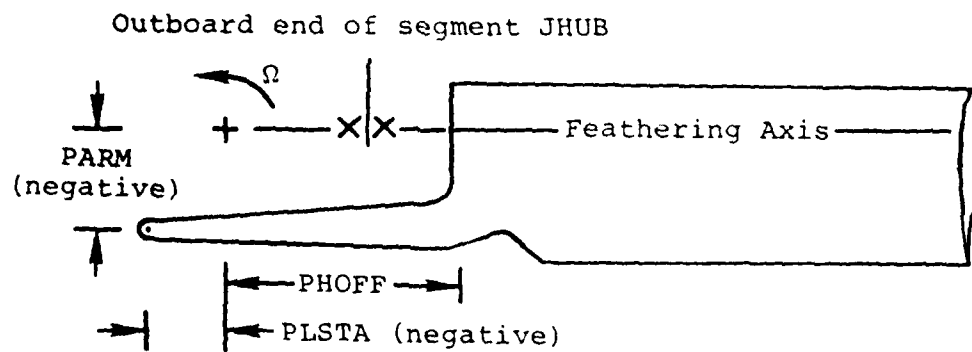 Outboard end of segment JHUB
Ω
PARM
(negative)
Feathering Axis
PHOFF
PLSTA (negative)